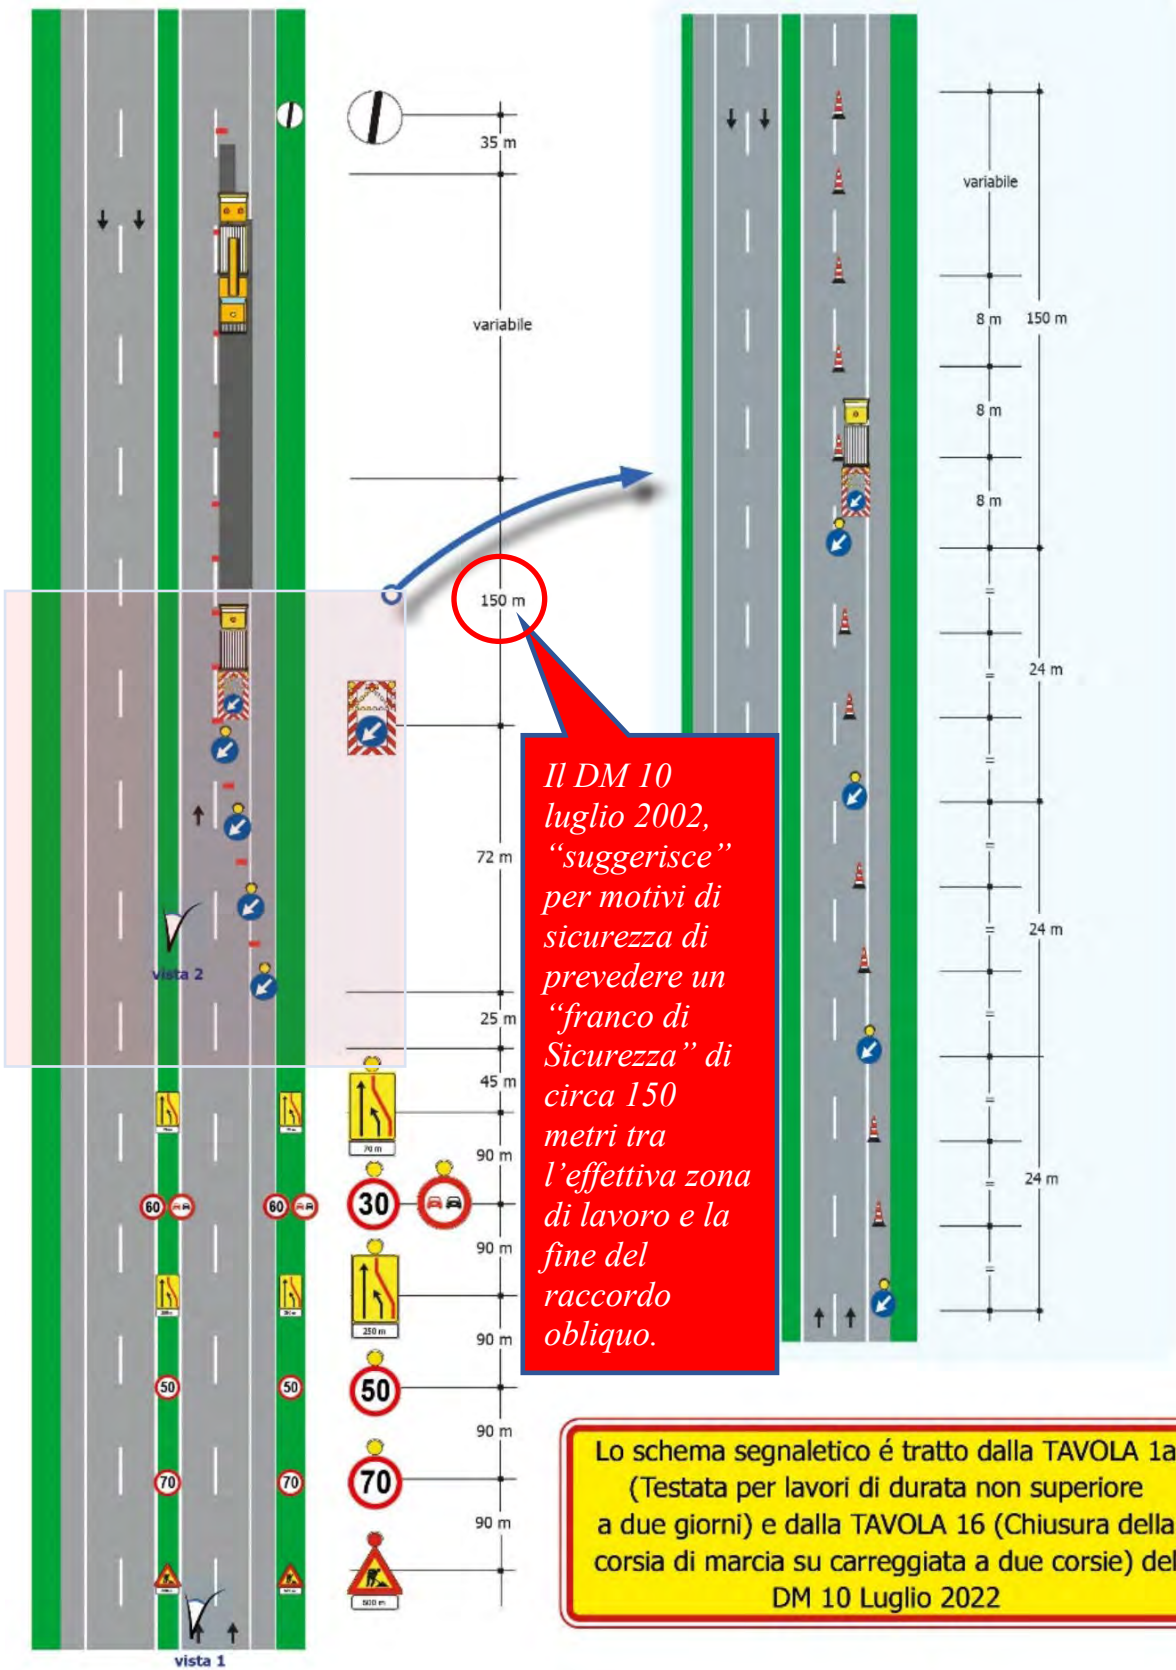 35 m
variabile
150 m
72 m
25 m
45 m
70 m
90 m
30
90 m
250 m
90 m
50
90 m
70
90 m
600 m
60
60
50
50
70
70
vista 2
vista 1
variabile
8 m
150 m
8 m
8 m
=
=
24 m
=
=
=
24 m
=
=
=
24 m
=
Il DM 10
luglio 2002,
“suggerisce”
per motivi di
sicurezza di
prevedere un
“franco di
Sicurezza” di
circa 150
metri tra
l’effettiva zona
di lavoro e la
fine del
raccordo
obliquo.
Lo schema segnaletico é tratto dalla TAVOLA 1a
(Testata per lavori di durata non superiore
a due giorni) e dalla TAVOLA 16 (Chiusura della
corsia di marcia su carreggiata a due corsie) del
DM 10 Luglio 2022